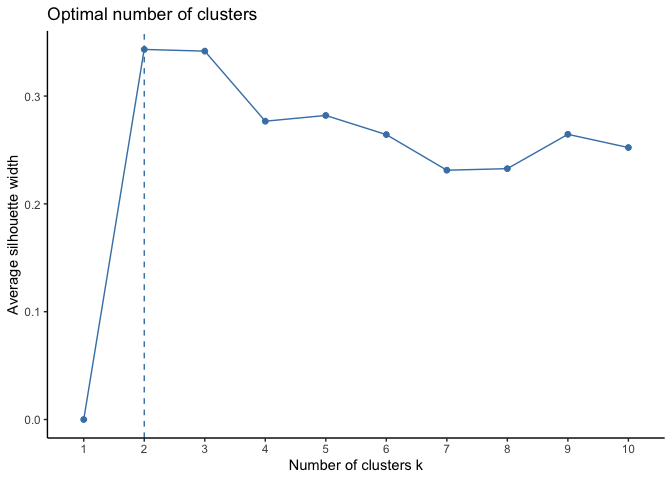 Optimal number of clusters
Average silhouette width
0.3
0.2
0.1
0.0
1 2 3 4 5 6 7 8 9 10
Number of clusters k